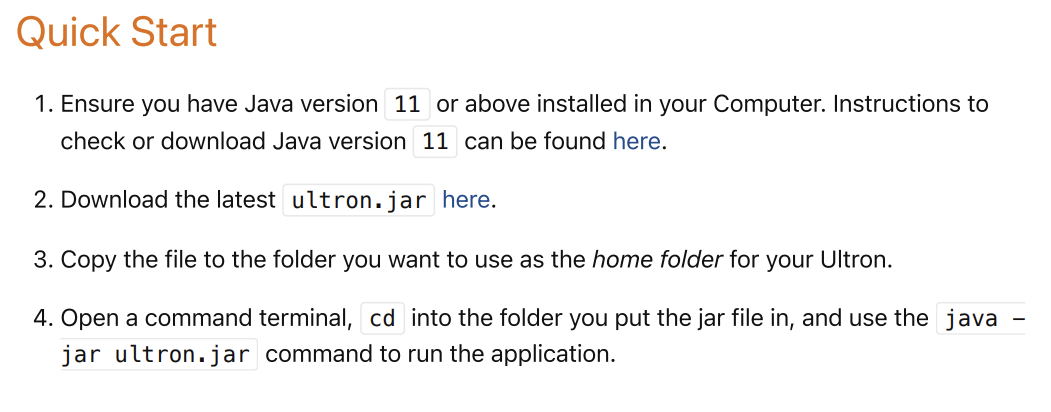 Quick Start
1. Ensure you have Java version 11 or above installed in your Computer. Instructions to
check or download Java version 11 can be found here.
2. Download the latest ultron.jar here.
3. Copy the file to the folder you want to use as the home folder for your Ultron.
4. Open a command terminal, cd into the folder you put the jar file in, and use the java -
jar ultron.jar command to run the application.